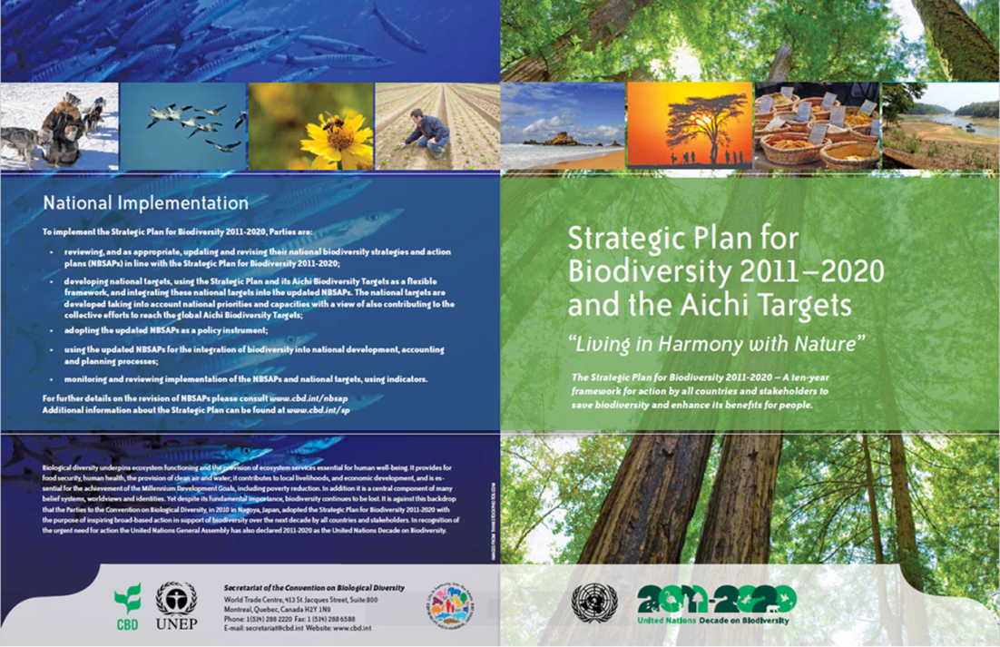 National Implementation
To implement the Strategic Plan for Biodiversity 2011-2020, Parties are:
• reviewing, and as appropriate, updating and revising their national biodiversity strategies and action
plans (NBSAPs) in line with the Strategic Plan for Biodiversity 2011-2020;
• developing national targets, using the Strategic Plan and its Aichi Biodiversity Targets as a flexible
framework, and integrating these national targets into the updated NBSAPs. The national targets are
developed taking into account national priorities and capacities with a view of also contributing to the
collective efforts to reach the global Aichi Biodiversity Targets;
• adopting the updated NBSAPs as a policy instrument;
• using the updated NBSAPs for the integration of biodiversity into national development, accounting
and planning processes;
• monitoring and reviewing implementation of the NBSAPs and national targets, using indicators.
For further details on the revision of NBSAPs please consult www.cbd.int/nbsap
Additional information about the Strategic Plan can be found at www.cbd.int/sp
Biological diversity underpins ecosystem functioning and the provision of ecosystem services essential for human well-being. It provides for
food security, human health, the provision of clean air and water; it contributes to local livelihoods, and economic development, and is es-
sential for the achievement of the Millennium Development Goals, including poverty reduction. In addition it is a central component of many
belief systems, worldviews and identities. Yet despite its fundamental importance, biodiversity continues to be lost. It is against this backdrop
that the Parties to the Convention on Biological Diversity, in 2010 in Nagoya, Japan, adopted the Strategic Plan for Biodiversity 2011-2020 with
the purpose of inspiring broad-based action in support of biodiversity over the next decade by all countries and stakeholders. In recognition of
the urgent need for action the United Nations General Assembly has also declared 2011-2020 as the United Nations Decade on Biodiversity.
CBD
UNEP
Secretariat of the Convention on Biological Diversity
World Trade Centre, 413 St. Jacques Street, Suite 800
Montreal, Quebec, Canada H2Y 1N9
Phone: 1(514) 288 2220 Fax: 1 (514) 288 6588
E-mail: secretariat@cbd.int Website: www.cbd.int
Strategic Plan for
Biodiversity 2011–2020
and the Aichi Targets
“Living in Harmony with Nature”
The Strategic Plan for Biodiversity 2011-2020 – A ten-year
framework for action by all countries and stakeholders to
save biodiversity and enhance its benefits for people.
2011-2020
United Nations Decade on Biodiversity